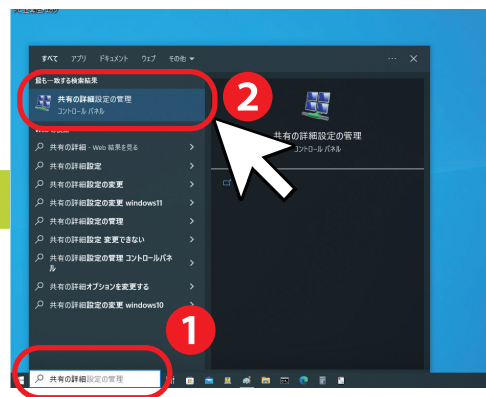 すべて アプリ ドキュメント ウェブ その他 ▼ ··· ×
最も一致する検索結果
共有の詳細設定の管理
コントロール パネル
2
共有の詳細設定の管理
コントロール パネル
共有の詳細 - Web 結果を見る
共有の詳細設定
共有の詳細設定の変更
共有の詳細設定の変更 windows11
共有の詳細設定の管理
共有の詳細設定 変更できない
共有の詳細設定の管理 コントロールパネ
ル
共有の詳細オプションを変更する
共有の詳細設定の変更 windows10
1
共有の詳細設定の管理